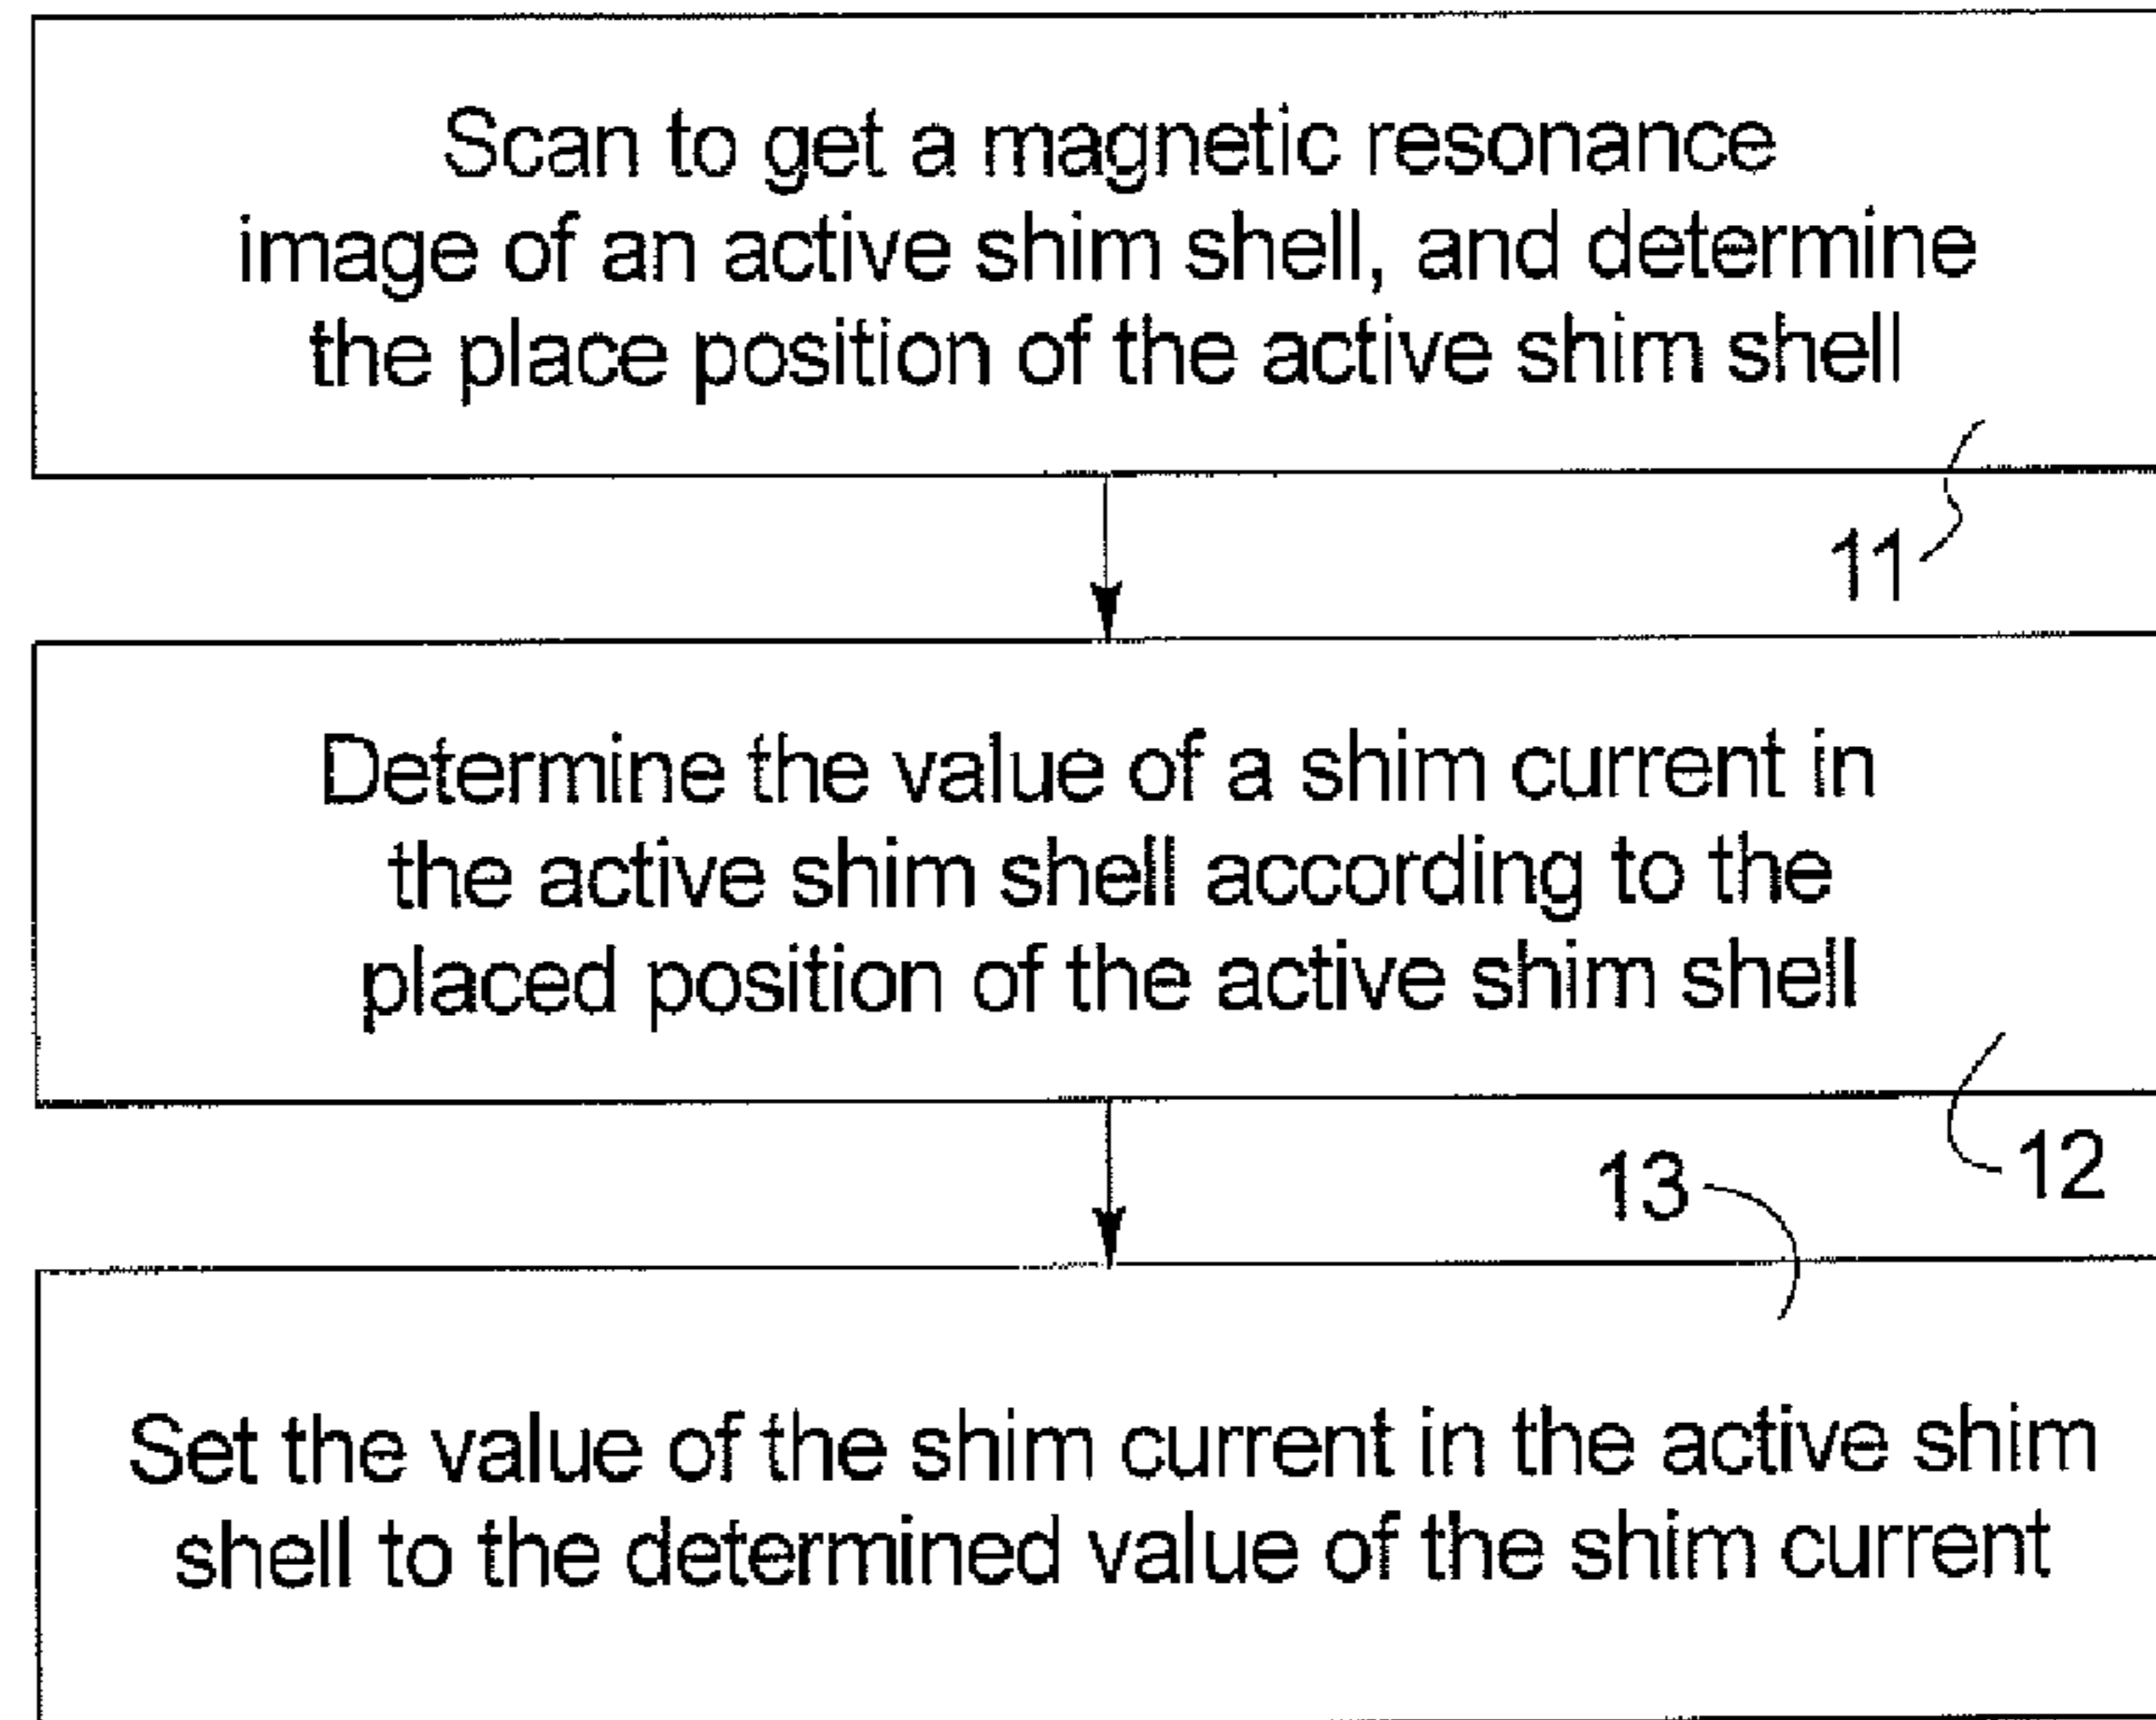 Scan to get a magnetic resonance
image of an active shim shell, and determine
the place position of the active shim shell
11
Determine the value of a shim current in
the active shim shell according to the
placed position of the active shim shell
12
13
Set the value of the shim current in the active shim
shell to the determined value of the shim current